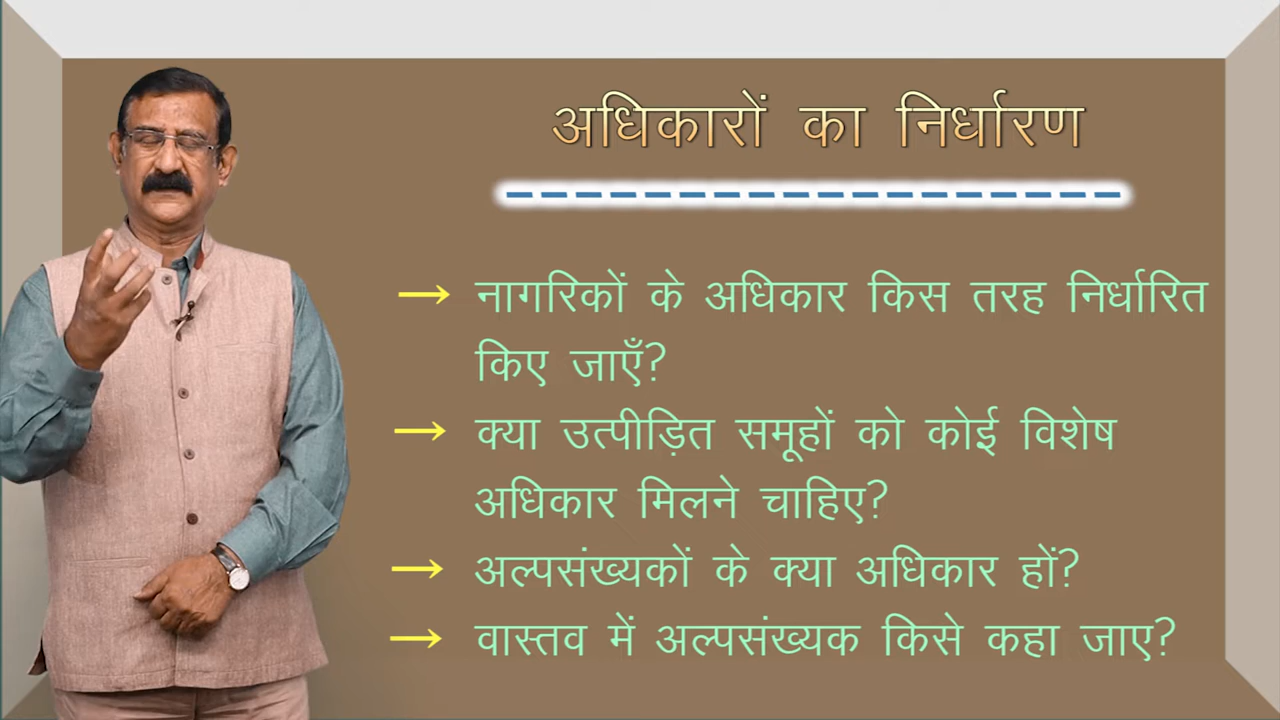 अधिकारों का निर्धारण
→ नागरिकों के अधिकार किस तरह निर्धारित
किए जाएँ?
→ क्या उत्पीड़ित समूहों को कोई विशेष
अधिकार मिलने चाहिए?
→ अल्पसंख्यकों के क्या अधिकार हों?
→ वास्तव में अल्पसंख्यक किसे कहा जाए?